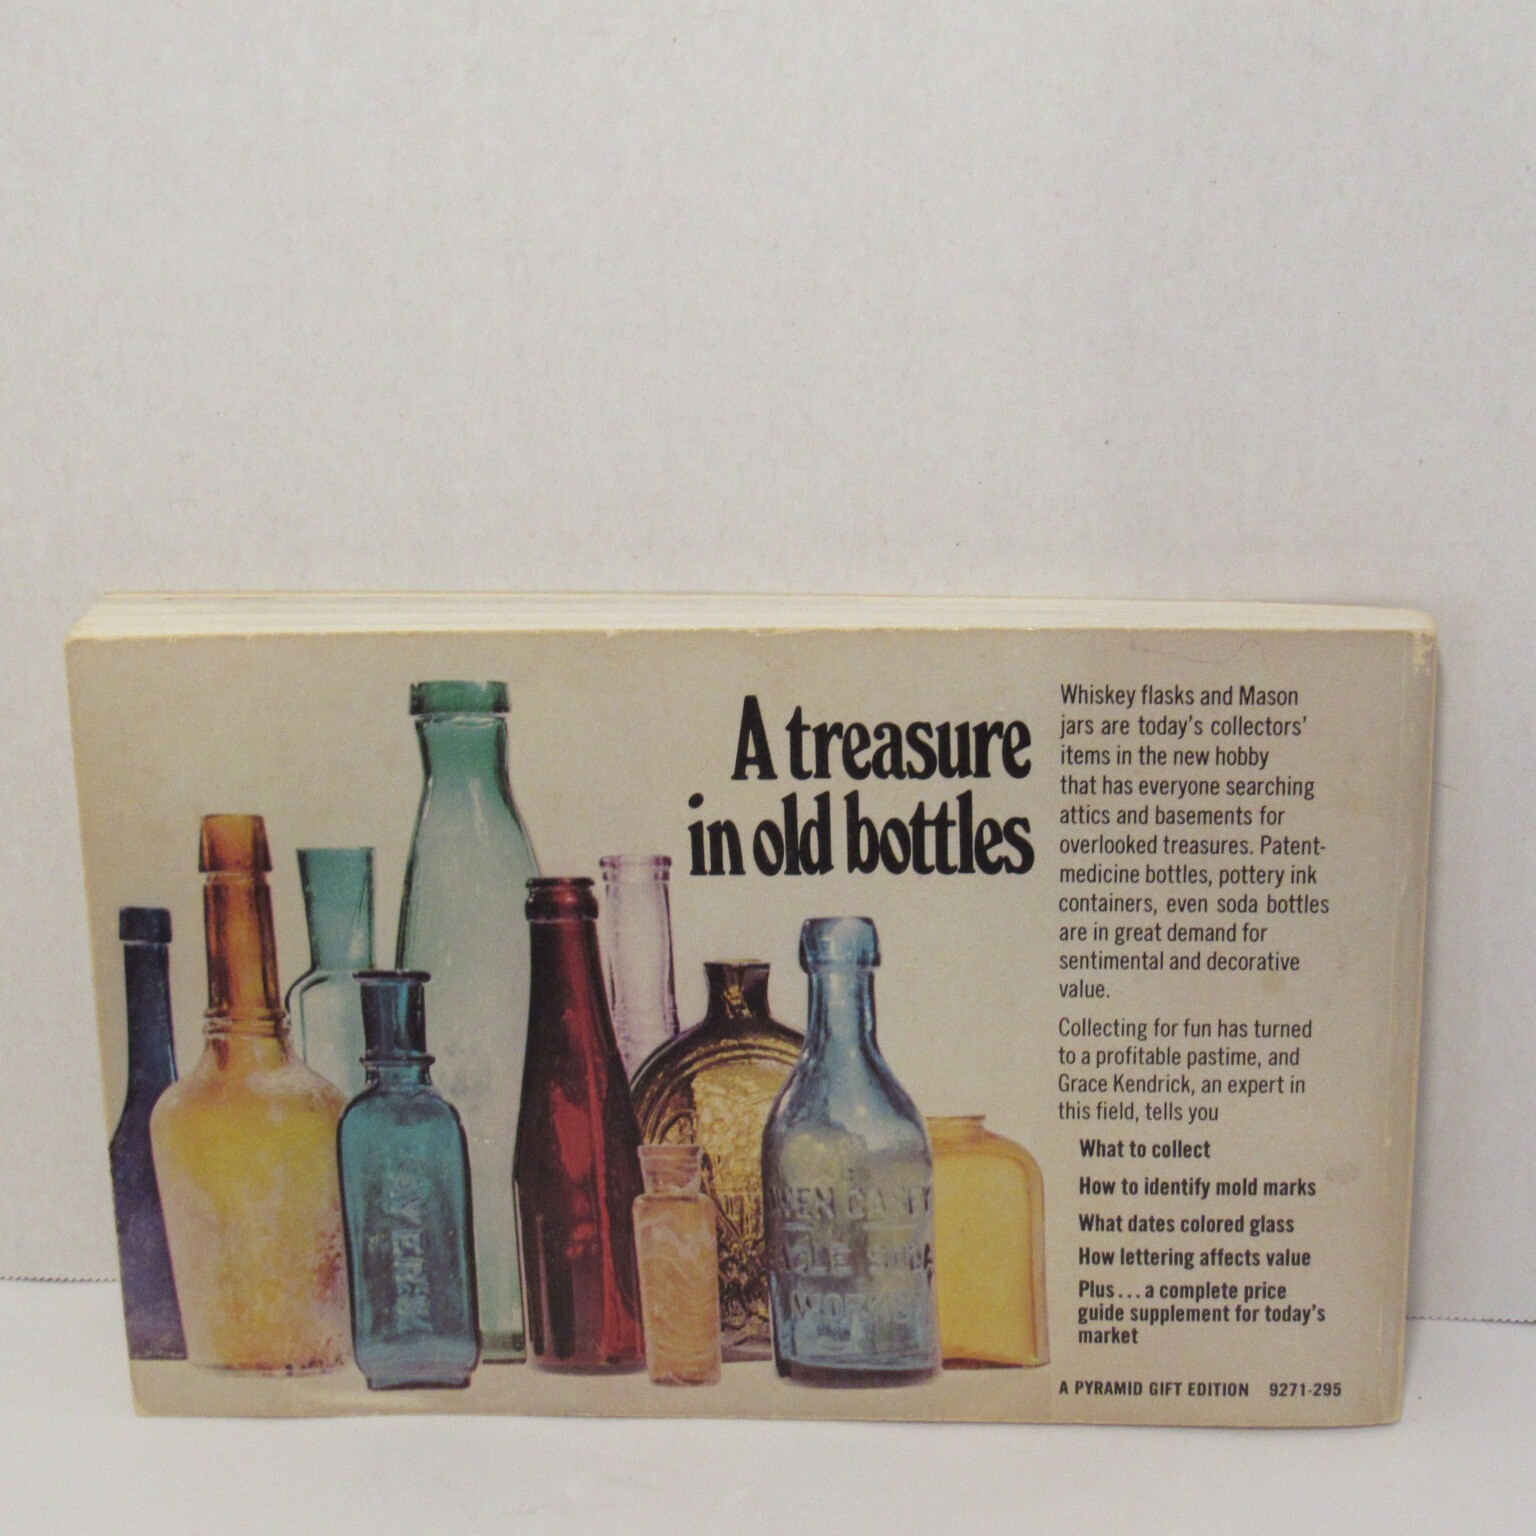 A treasure
in old bottles
Whiskey flasks and Mason
jars are today's collectors'
items in the new hobby
that has everyone searching
attics and basements for
overlooked treasures. Patent-
medicine bottles, pottery ink
containers, even soda bottles
are in great demand for
sentimental and decorative
value.
Collecting for fun has turned
to a profitable pastime, and
Grace Kendrick, an expert in
this field, tells you
What to collect
How to identify mold marks
What dates colored glass
How lettering affects value
Plus...a complete price
guide supplement for today's
market
A PYRAMID GIFT EDITION 9271-295